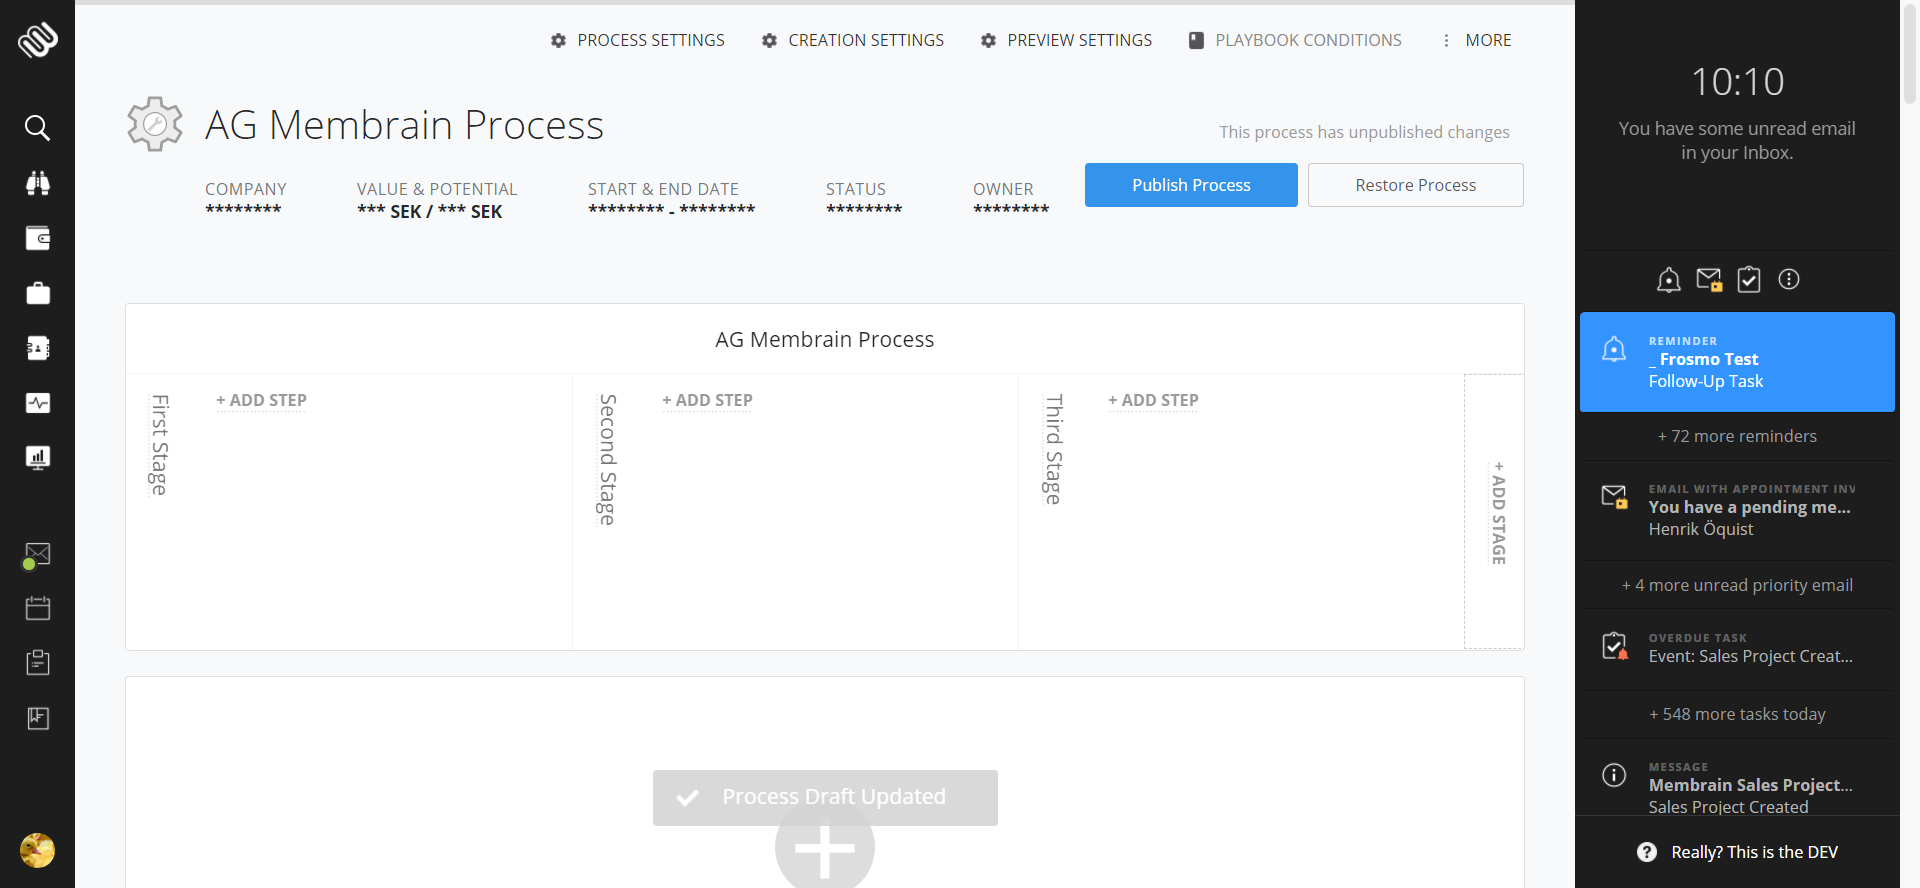 PROCESS SETTINGS
CREATION SETTINGS
PREVIEW SETTINGS
PLAYBOOK CONDITIONS
MORE
AG Membrain Process
This process has unpublished changes
Publish Process
Restore Process
COMPANY
********
VALUE & POTENTIAL
*** SEK / *** SEK
START & END DATE
******** - ********
STATUS
********
OWNER
********
AG Membrain Process
First Stage
+ ADD STEP
Second Stage
+ ADD STEP
Third Stage
+ ADD STEP
+ ADD STAGE
Process Draft Updated
10:10
You have some unread email
in your Inbox.
REMINDER
_ Frosmo Test
Follow-Up Task
+ 72 more reminders
EMAIL WITH APPOINTMENT INV
You have a pending me...
Henrik Öquist
+ 4 more unread priority email
OVERDUE TASK
Event: Sales Project Creat...
+ 548 more tasks today
MESSAGE
Membrain Sales Project...
Sales Project Created
Really? This is the DEV